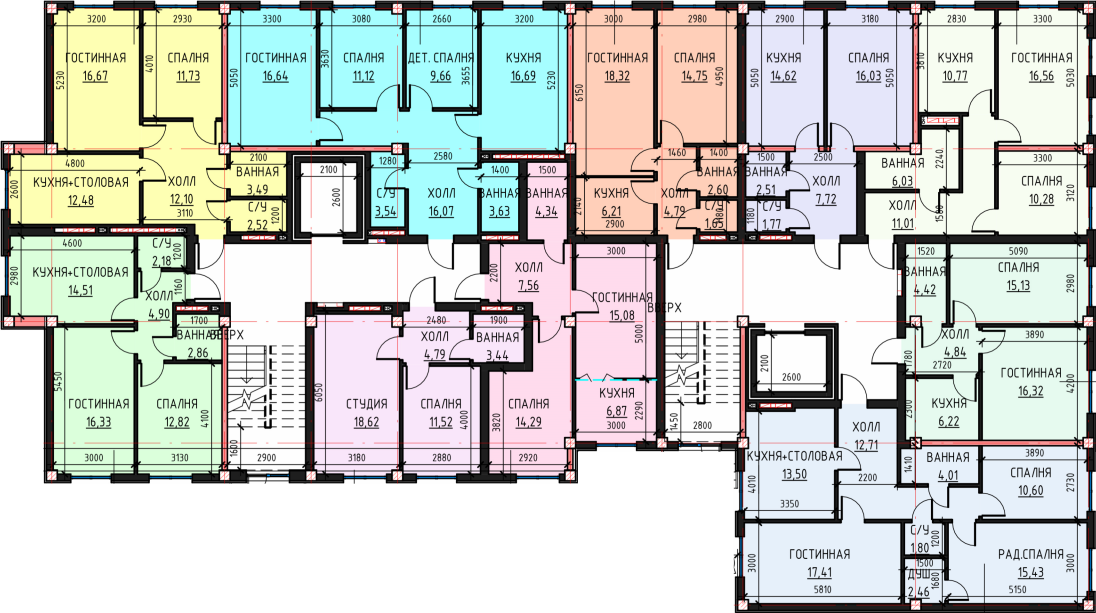 3200
2930
3300
3080
2660
3200
3000
2980
2900
3180
2830
3300
ГОСТИННАЯ
16,67
5230
СПАЛНЯ
11,73
4010
ГОСТИННАЯ
16,64
5050
СПАЛНЯ
11,12
3630
ДЕТ. СПАЛНЯ
9,66
3655
КУХНЯ
16,69
5230
ГОСТИННАЯ
18,32
6150
СПАЛНЯ
14,75
4950
КУХНЯ
14,62
5050
СПАЛНЯ
16,03
5050
КУХНЯ
10,77
3810
ГОСТИННАЯ
16,56
5030
4800
2600
КУХНЯ+СТОЛОВАЯ
12,48
ХОЛЛ
12,10
3110
2100
ВАННАЯ
3,49
С/У
2,52
1200
2100
2600
1280
С/У
3,54
2580
ХОЛЛ
16,07
1400
ВАННАЯ
3,63
1500
ВАННАЯ
4,34
2140
КУХНЯ
6,21
2900
1460
ХОЛЛ
4,79
1400
ВАННАЯ
2,60
С/У
1,65
1180
1500
ВАННАЯ
2,51
С/У
1,77
1180
2500
ХОЛЛ
7,72
ВАННАЯ
6,03
2240
ХОЛЛ
11,01
1580
3300
СПАЛНЯ
10,28
3120
4600
2980
КУХНЯ+СТОЛОВАЯ
14,51
С/У
2,18
1200
ХОЛЛ
4,90
1160
1700
ВАННАЯ
2,86
ВВЕРХ
2200
ХОЛЛ
7,56
3000
ГОСТИННАЯ
15,08
5000
ВВЕРХ
1520
ВАННАЯ
4,42
5090
СПАЛНЯ
15,13
2980
5450
ГОСТИННАЯ
16,33
3000
СПАЛНЯ
12,82
4100
3130
1600
2900
6050
СТУДИЯ
18,62
3180
2480
ХОЛЛ
4,79
1900
ВАННАЯ
3,44
СПАЛНЯ
11,52
4000
2880
3820
СПАЛНЯ
14,29
2920
КУХНЯ
6,87
2290
3000
1450
2800
2100
2600
1780
ХОЛЛ
4,84
2720
3890
ГОСТИННАЯ
16,32
4200
2300
КУХНЯ
6,22
КУХНЯ+СТОЛОВАЯ
13,50
4010
3350
ХОЛЛ
12,71
2200
1410
ВАННАЯ
4,01
3890
СПАЛНЯ
10,60
2730
3000
ГОСТИННАЯ
17,41
5810
С/У
1,80
1200
1500
ДУШ
2,46
1680
РАД.СПАЛНЯ
15,43
5150
3000